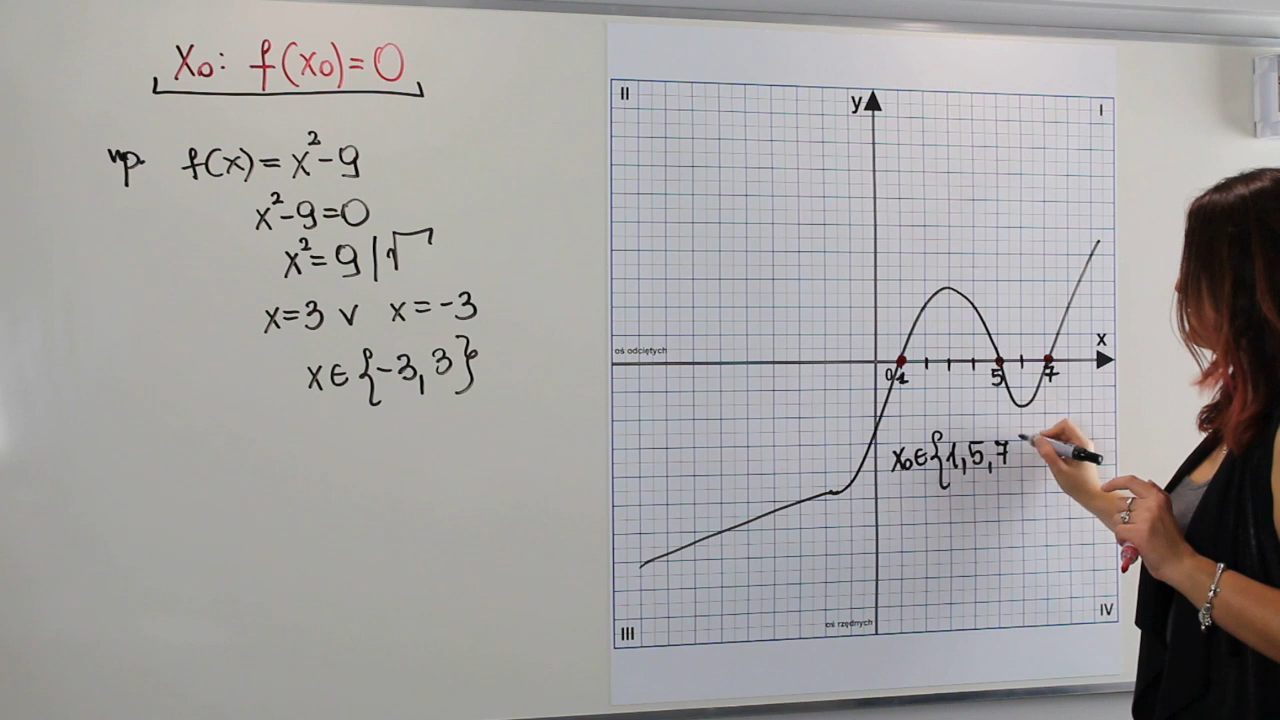 x₀: f(x₀)=0
np. f(x)=x²-9
x²-9=0
x²=9 |√
x=3 ∨ x=-3
x∈{-3,3}
II
y
I
x
oś odciętych
0 1
5
7
x₀∈{1,5,7
oś rzędnych
III
IV